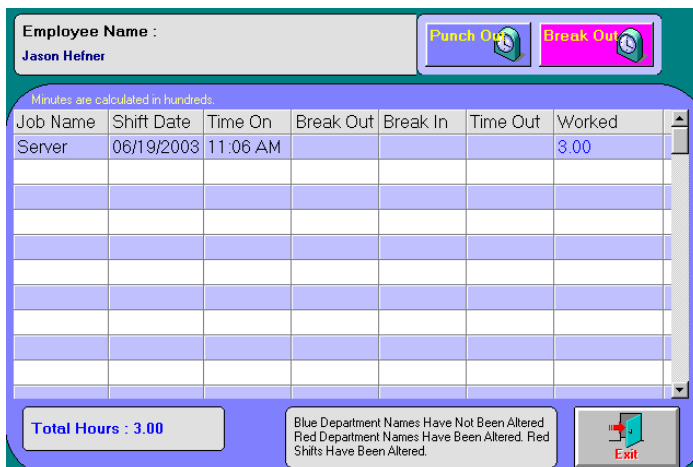 Employee Name :
Jason Hefner
Punch Out
Break Out
Minutes are calculated in hundreds.
Job Name Shift Date Time On Break Out Break In Time Out Worked
Server 06/19/2003 11:06 AM 3.00
Total Hours : 3.00
Blue Department Names Have Not Been Altered
Red Department Names Have Been Altered. Red
Shifts Have Been Altered.
Exit